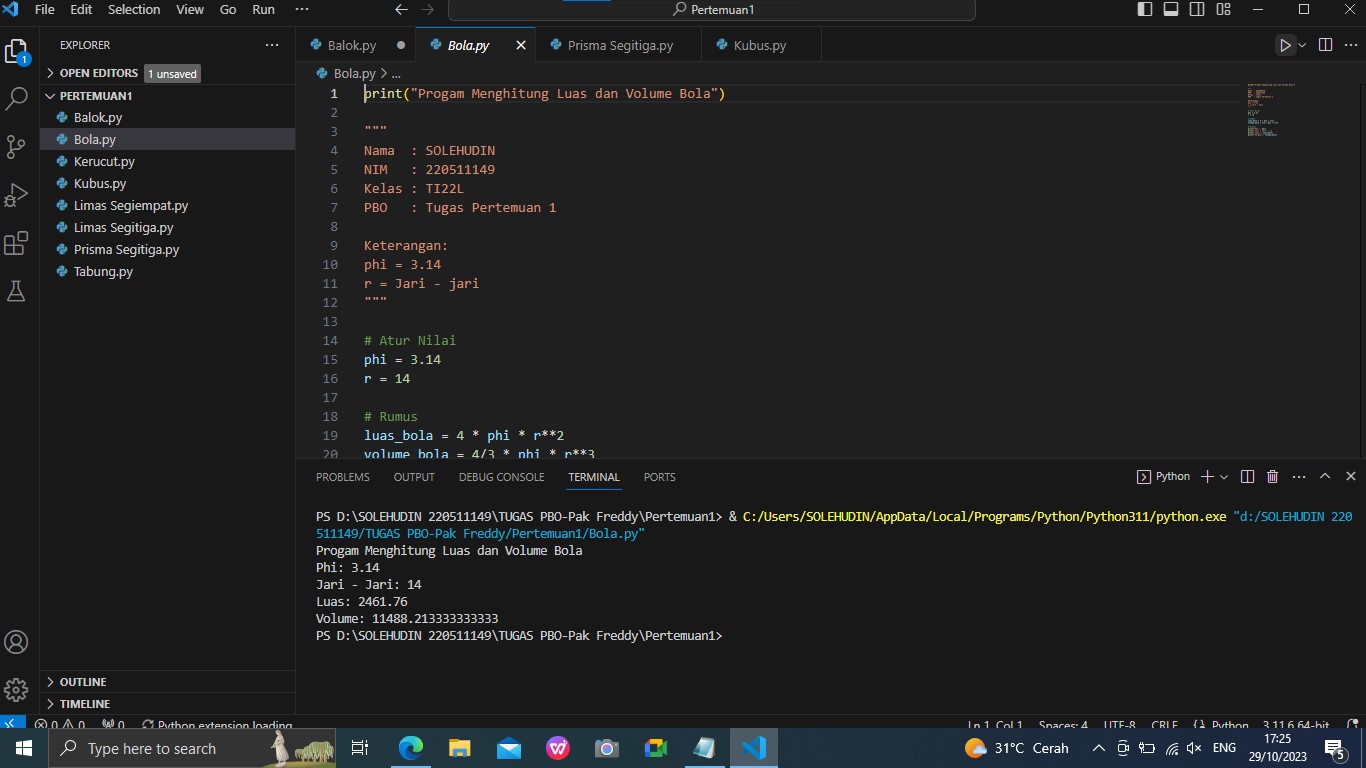 File Edit Selection View Go Run ··· Pertemuan1
EXPLORER ···
OPEN EDITORS 1 unsaved
PERTEMUAN1
Balok.py
Bola.py
Kerucut.py
Kubus.py
Limas Segiempat.py
Limas Segitiga.py
Prisma Segitiga.py
Tabung.py
OUTLINE
TIMELINE
1
Balok.py
Bola.py
Prisma Segitiga.py
Kubus.py
Bola.py > ...
1 print("Progam Menghitung Luas dan Volume Bola")
2
3 """
4 Nama  : SOLEHUDIN
5 NIM   : 220511149
6 Kelas : TI22L
7 PBO   : Tugas Pertemuan 1
8
9 Keterangan:
10 phi = 3.14
11 r = Jari - jari
12 """
13
14 # Atur Nilai
15 phi = 3.14
16 r = 14
17
18 # Rumus
19 luas_bola = 4 * phi * r**2
20 volume_bola = 4/3 * phi * r**3
PROBLEMS OUTPUT DEBUG CONSOLE TERMINAL PORTS Python
PS D:\SOLEHUDIN 220511149\TUGAS PBO-Pak Freddy\Pertemuan1> & C:/Users/SOLEHUDIN/AppData/Local/Programs/Python/Python311/python.exe "d:/SOLEHUDIN 220
511149/TUGAS PBO-Pak Freddy/Pertemuan1/Bola.py"
Progam Menghitung Luas dan Volume Bola
Phi: 3.14
Jari - Jari: 14
Luas: 2461.76
Volume: 11488.213333333333
PS D:\SOLEHUDIN 220511149\TUGAS PBO-Pak Freddy\Pertemuan1>
0 0 0 Python extension loading Ln 1, Col 1 Spaces: 4 UTF-8 CRLF Python 3.11.6 64-bit
Type here to search
31°C Cerah
ENG
17:25
29/10/2023
5